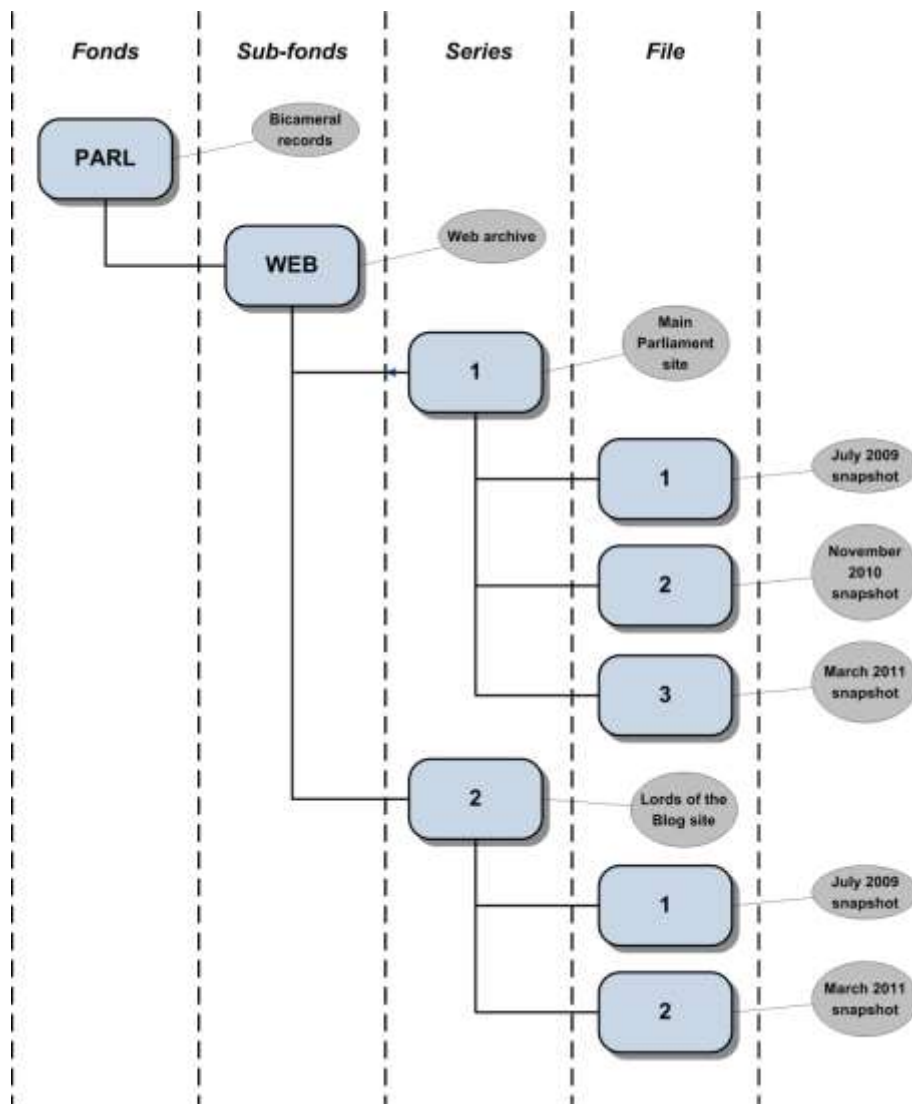 Fonds
Sub-fonds
Series
File
PARL
Bicameral
records
WEB
Web archive
1
Main
Parliament
site
1
July 2009
snapshot
2
November
2010
snapshot
3
March 2011
snapshot
2
Lords of the
Blog site
1
July 2009
snapshot
2
March 2011
snapshot